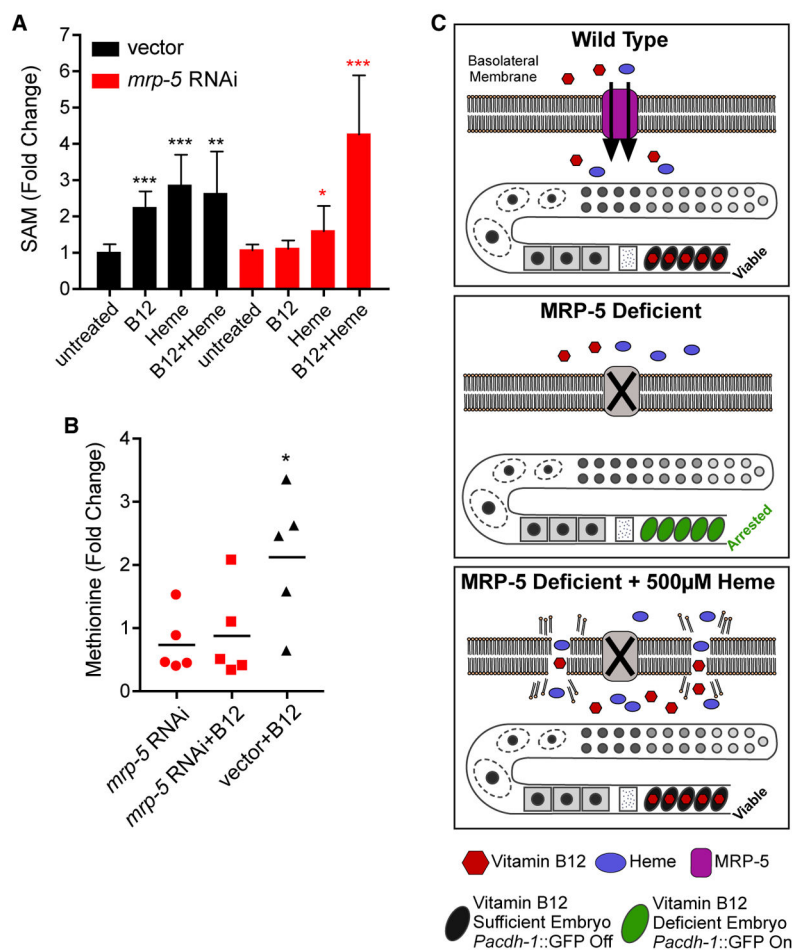 A
vector
mrp-5 RNAi
SAM (Fold Change)
7
6
5
4
3
2
1
0
***
***
**
*
***
untreated
B12
Heme
B12+Heme
untreated
B12
Heme
B12+Heme
B
Methionine (Fold Change)
4
3
2
1
0
*
mrp-5 RNAi
mrp-5 RNAi+B12
vector+B12
C
Wild Type
Basolateral
Membrane
Viable
MRP-5 Deficient
X
Arrested
MRP-5 Deficient + 500µM Heme
X
Viable
Vitamin B12
Heme
MRP-5
Vitamin B12
Sufficient Embryo
Pacdh-1::GFP Off
Vitamin B12
Deficient Embryo
Pacdh-1::GFP On